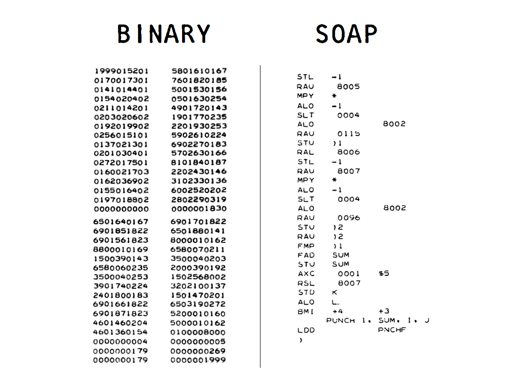 BINARY
1999015201 5801610167
0170017301 7601820185
0141014401 5001530156
0154020402 0501630254
0211014201 4901720143
0203020602 1901770235
0192019902 2201930253
0256015101 5902610224
0137021301 6902270183
0201030401 5702630166
0272017501 8101840187
0160021703 2202430146
0162036902 3102330136
0155016402 6002520202
0197018802 2802290319
0000000000 0000001830
6501640167 6901701822
6901851822 6501880141
6901561823 8000010162
8800010169 6580070211
1500390143 3500040203
6580060235 2000390192
3500040253 1502568002
3901740224 3202100137
2401800183 1501470201
6901661822 6503190272
6901871823 5200010160
4601460204 5000010162
4601360154 0100008000
0000000004 0000000005
0000000179 0000000269
0000000179 0000001999
SOAP
STL -1
RAU 8005
MPY *
ALO -1
SLT 0004
ALO 8002
RAU 0115
STU )1
RAL 8006
STL -1
RAU 8007
MPY *
ALO -1
SLT 0004
ALO 8002
RAU 0096
STU )2
RAU )2
FMP )1
FAD SUM
STU SUM
AXC 0001 $5
RSL 8007
STD K
ALO L
BMI +4 +3
PUNCH I, SUM, I, J
LDD PNCHF
)